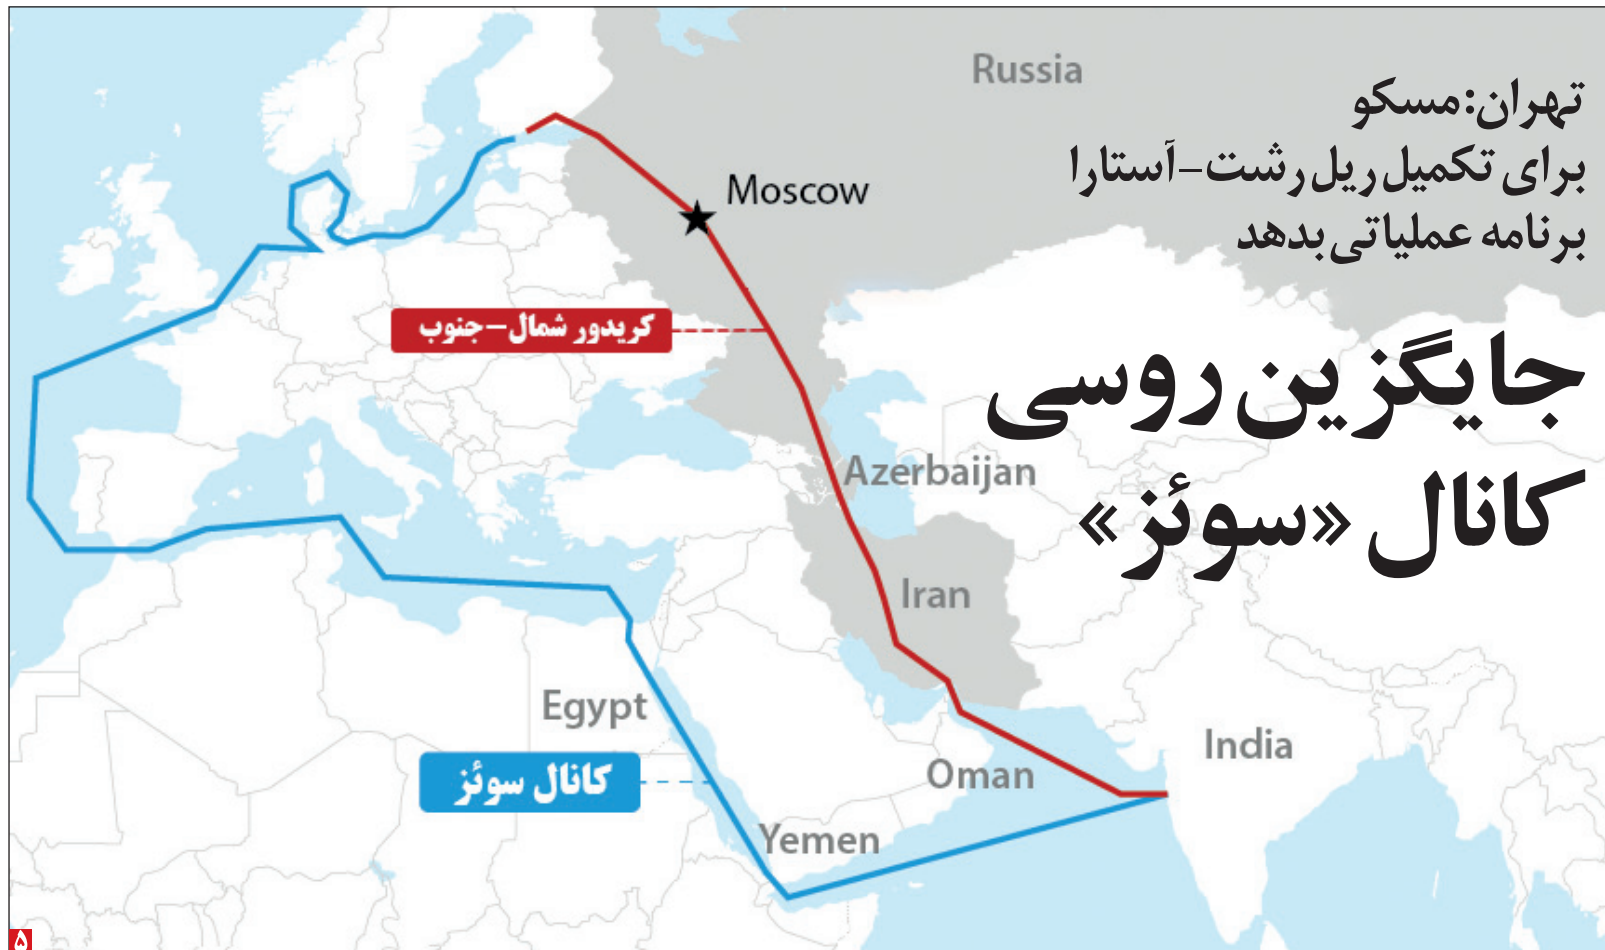 تهران:مسکو
برای تکمیل ریل رشت-آستارا
برنامه عملیاتی بدهد
جایگزین روسی
کانال «سوئز»
Russia
Moscow
کریدور شمال-جنوب
Azerbaijan
Iran
Egypt
India
کانال سوئز
Oman
Yemen
۵